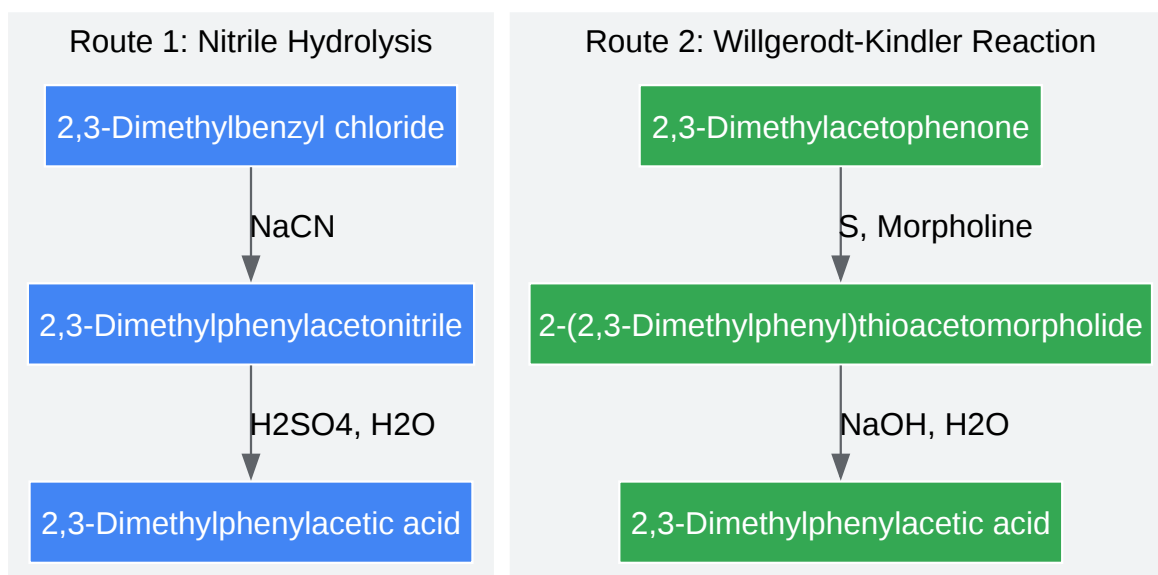 Route 1: Nitrile Hydrolysis
2,3-Dimethylbenzyl chloride
NaCN
2,3-Dimethylphenylacetonitrile
H2SO4, H2O
2,3-Dimethylphenylacetic acid
Route 2: Willgerodt-Kindler Reaction
2,3-Dimethylacetophenone
S, Morpholine
2-(2,3-Dimethylphenyl)thioacetomorpholide
NaOH, H2O
2,3-Dimethylphenylacetic acid